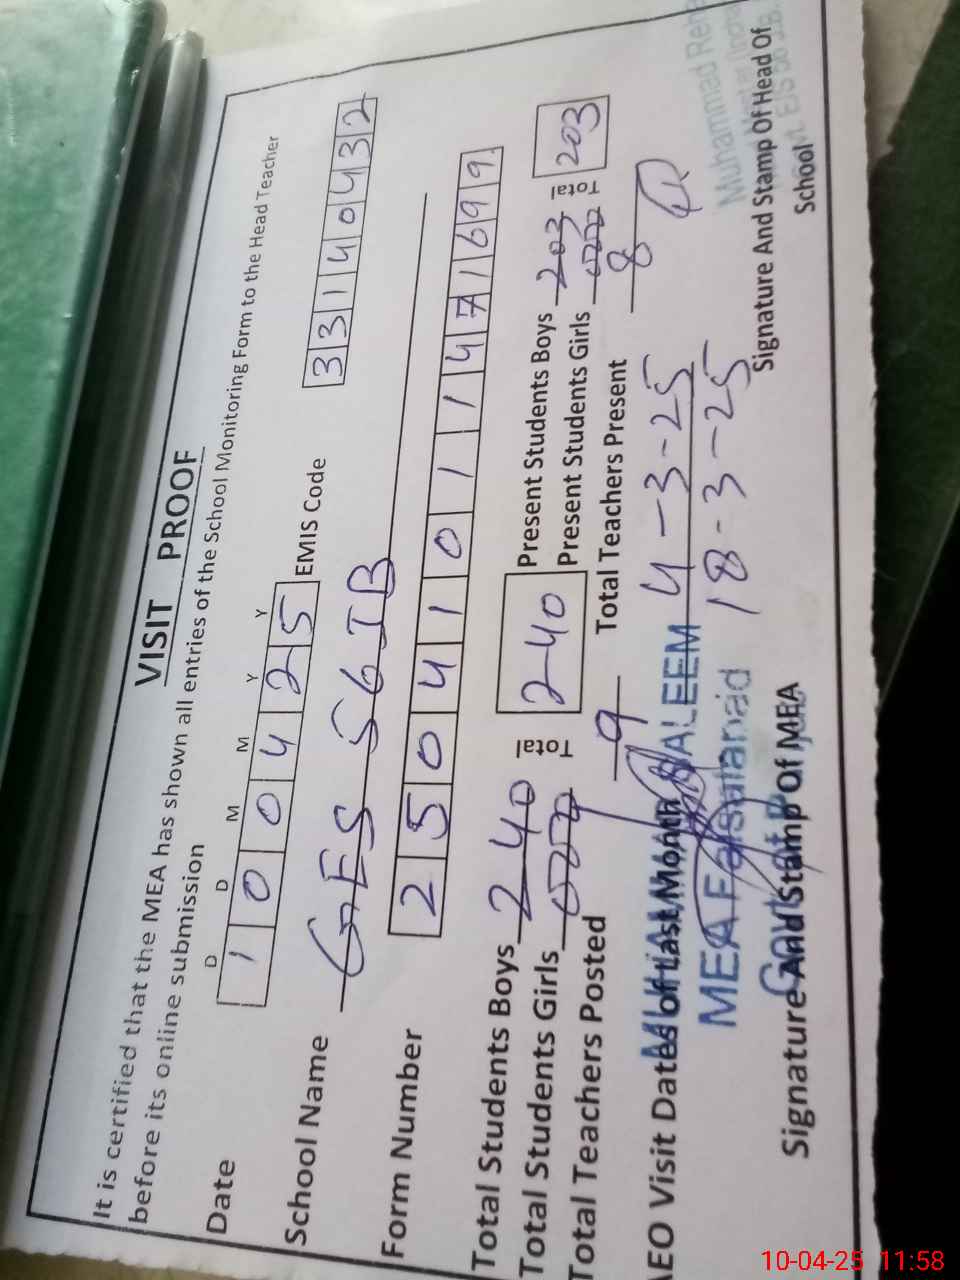 VISIT PROOF
It is certified that the MEA has shown all entries of the School Monitoring Form to the Head Teacher
before its online submission
D D M M Y Y
Date 1 0 0 4 2 5 EMIS Code 3 3 1 4 0 4 3 2
School Name GES 56 JB
Form Number 2 5 0 4 1 0 1 1 4 7 1 6 9 9
Total Students Boys 240 Total 240 Present Students Boys 203 Total 203
Total Students Girls Present Students Girls
Total Teachers Posted 9 Total Teachers Present 8
AEO Visit Dates of Last Month 4-3-25
18-3-25
SALEEM
MEA Faisalabad
Muhammad
Signature And Stamp Of MEA
Signature And Stamp Of Head Of
School
10-04-25 11:58